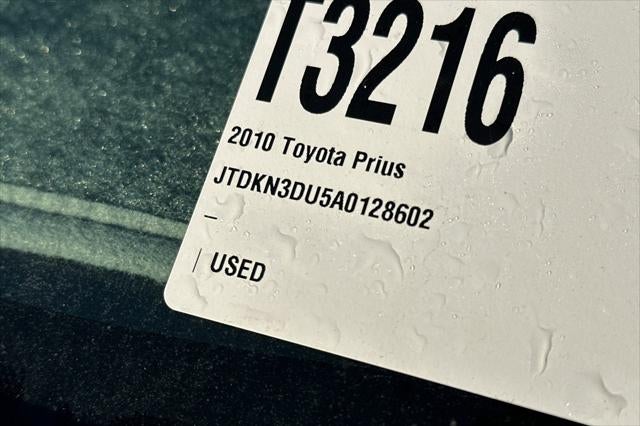 T3216
2010 Toyota Prius
JTDKN3DU5A0128602
–
| USED